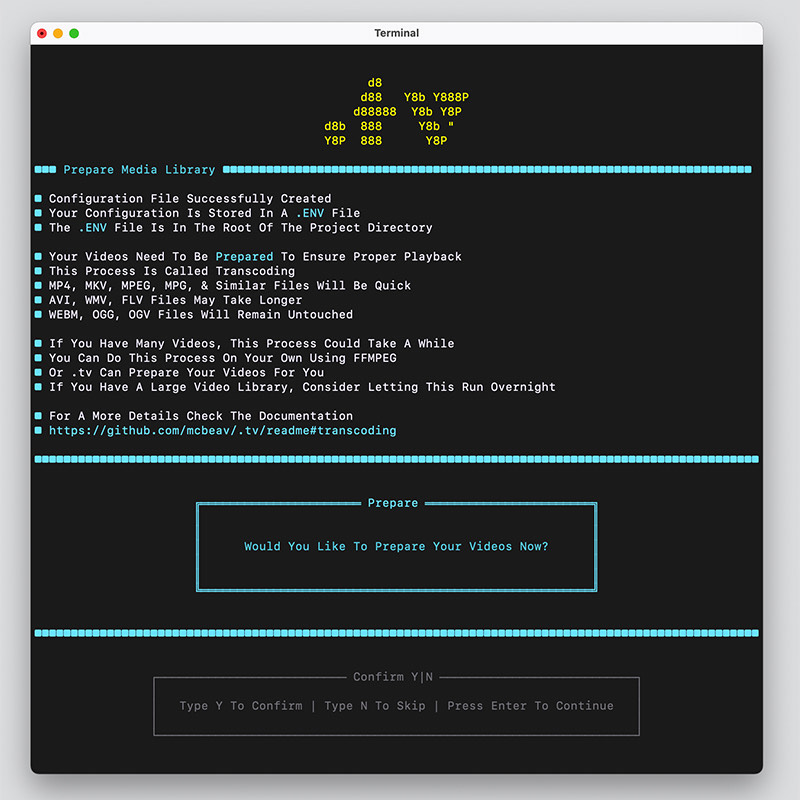 Terminal
d8
d88 Y8b Y888P
d88888 Y8b Y8P
d8b 888 Y8b "
Y8P 888 Y8P
Prepare Media Library
Configuration File Successfully Created
Your Configuration Is Stored In A .ENV File
The .ENV File Is In The Root Of The Project Directory
Your Videos Need To Be Prepared To Ensure Proper Playback
This Process Is Called Transcoding
MP4, MKV, MPEG, MPG, & Similar Files Will Be Quick
AVI, WMV, FLV Files May Take Longer
WEBM, OGG, OGV Files Will Remain Untouched
If You Have Many Videos, This Process Could Take A While
You Can Do This Process On Your Own Using FFMPEG
Or .tv Can Prepare Your Videos For You
If You Have A Large Video Library, Consider Letting This Run Overnight
For A More Details Check The Documentation
https://github.com/mcbeav/.tv/readme#transcoding
Prepare
Would You Like To Prepare Your Videos Now?
Confirm Y|N
Type Y To Confirm | Type N To Skip | Press Enter To Continue